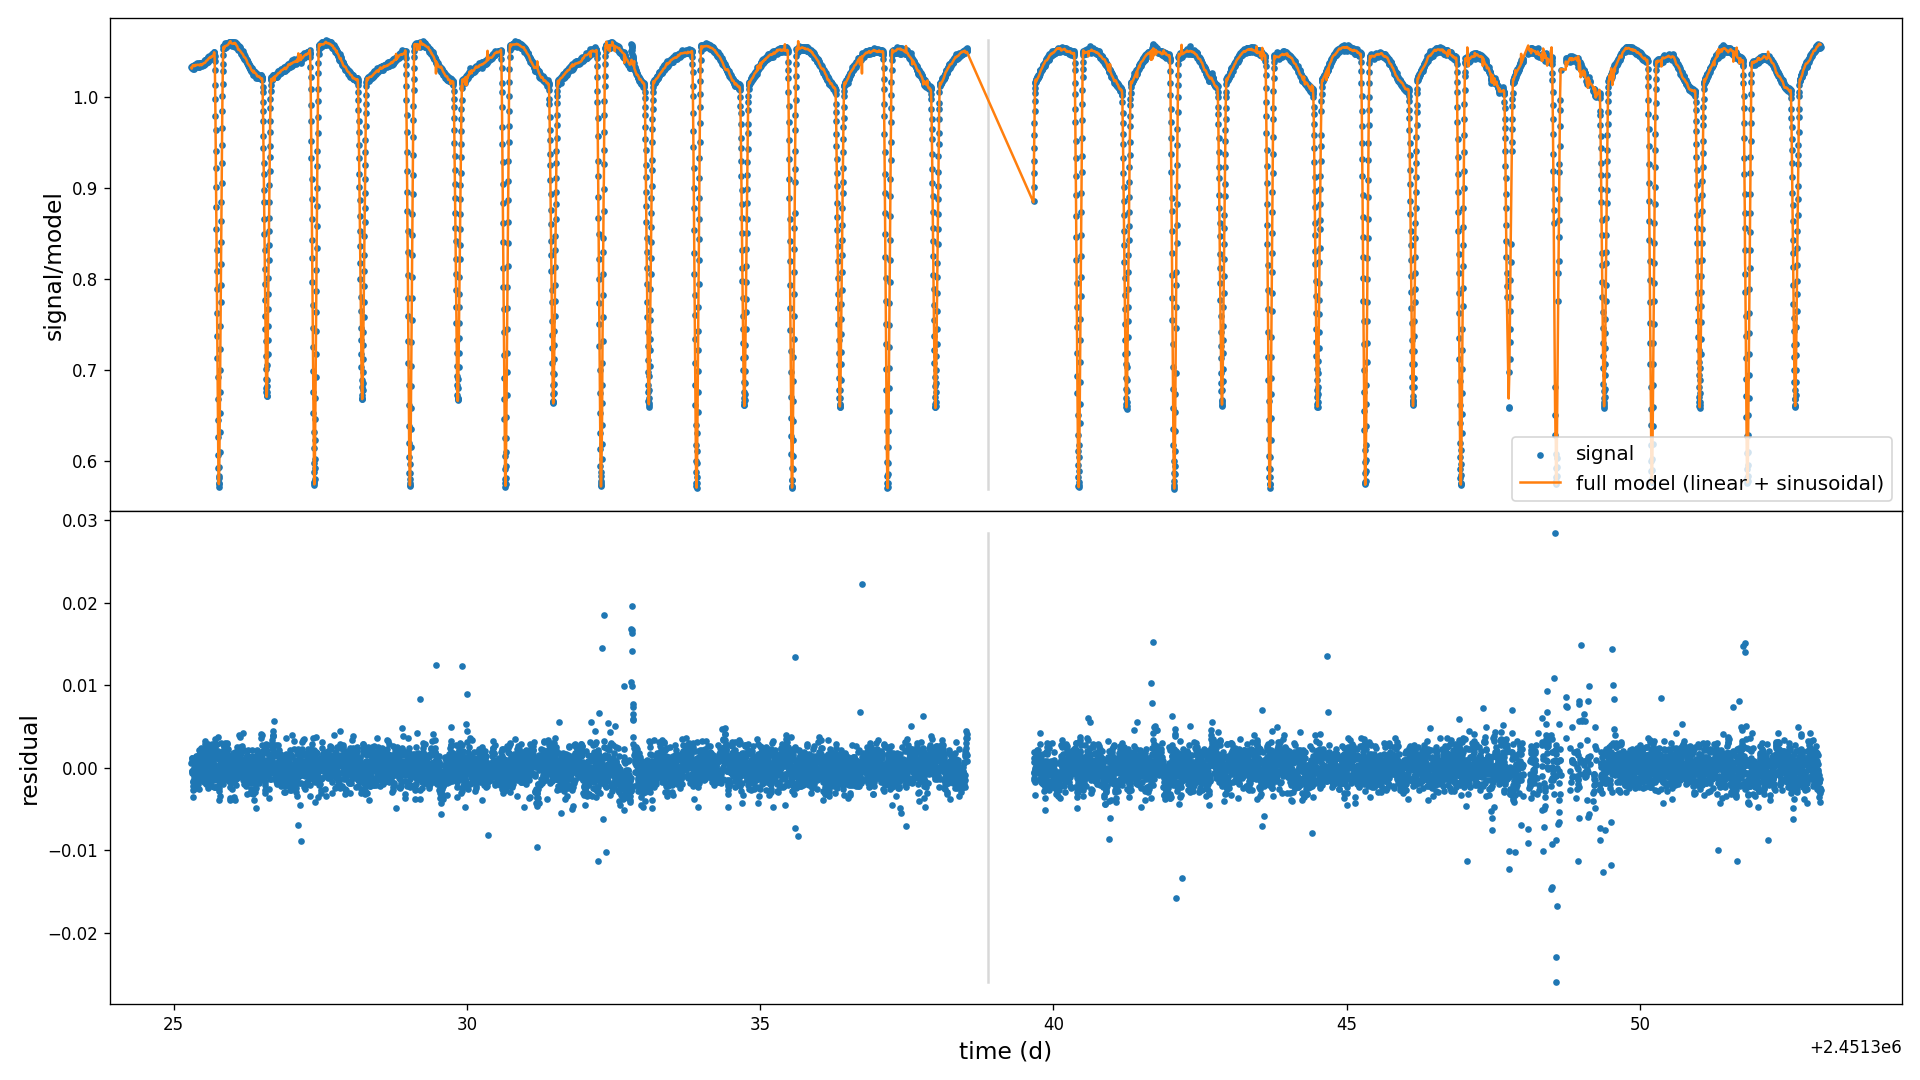 signal/model
1.0
0.9
0.8
0.7
0.6
signal
full model (linear + sinusoidal)
residual
0.03
0.02
0.01
0.00
−0.01
−0.02
25
30
35
40
45
50
time (d)
+2.4513e6